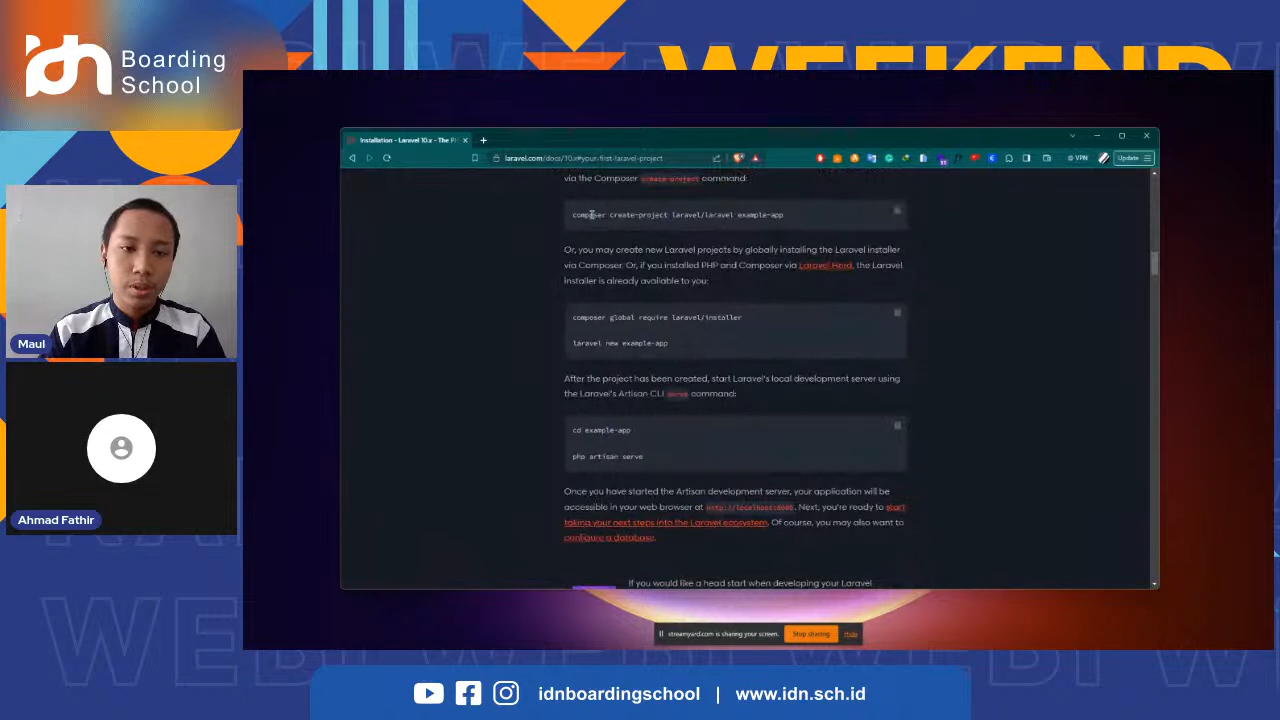 idn Boarding School
WEEKEND
Installation - Laravel 10.x - The PH
laravel.com/docs/10.x#your-first-laravel-project
VPN
Update
via the Composer create-project command:
composer create-project laravel/laravel example-app
Or, you may create new Laravel projects by globally installing the Laravel installer
via Composer. Or, if you installed PHP and Composer via Laravel Herd, the Laravel
installer is already available to you:
composer global require laravel/installer
laravel new example-app
After the project has been created, start Laravel's local development server using
the Laravel's Artisan CLI serve command:
cd example-app
php artisan serve
Once you have started the Artisan development server, your application will be
accessible in your web browser at http://localhost:8000. Next, you're ready to start
taking your next steps into the Laravel ecosystem. Of course, you may also want to
configure a database.
If you would like a head start when developing your Laravel
streamyard.com is sharing your screen.
Stop sharing
Hide
Maul
Ahmad Fathir
idnboardingschool | www.idn.sch.id